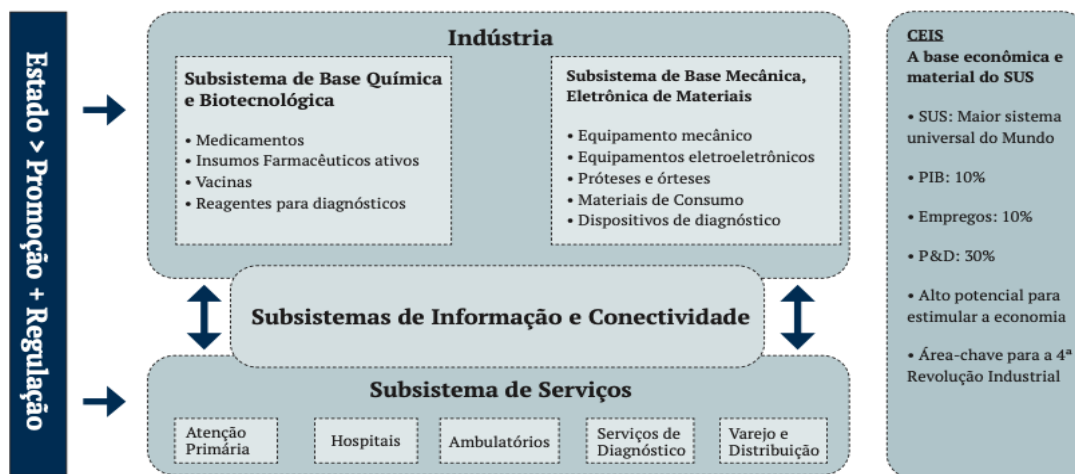 Estado > Promoção + Regulação
Indústria
Subsistema de Base Química
e Biotecnológica
• Medicamentos
• Insumos Farmacêuticos ativos
• Vacinas
• Reagentes para diagnósticos
Subsistema de Base Mecânica,
Eletrônica de Materiais
• Equipamento mecânico
• Equipamentos eletroeletrônicos
• Próteses e órteses
• Materiais de Consumo
• Dispositivos de diagnóstico
Subsistemas de Informação e Conectividade
Subsistema de Serviços
Atenção
Primária
Hospitais
Ambulatórios
Serviços de
Diagnóstico
Varejo e
Distribuição
CEIS
A base econômica e
material do SUS
• SUS: Maior sistema
universal do Mundo
• PIB: 10%
• Empregos: 10%
• P&D: 30%
• Alto potencial para
estimular a economia
• Área-chave para a 4ª
Revolução Industrial